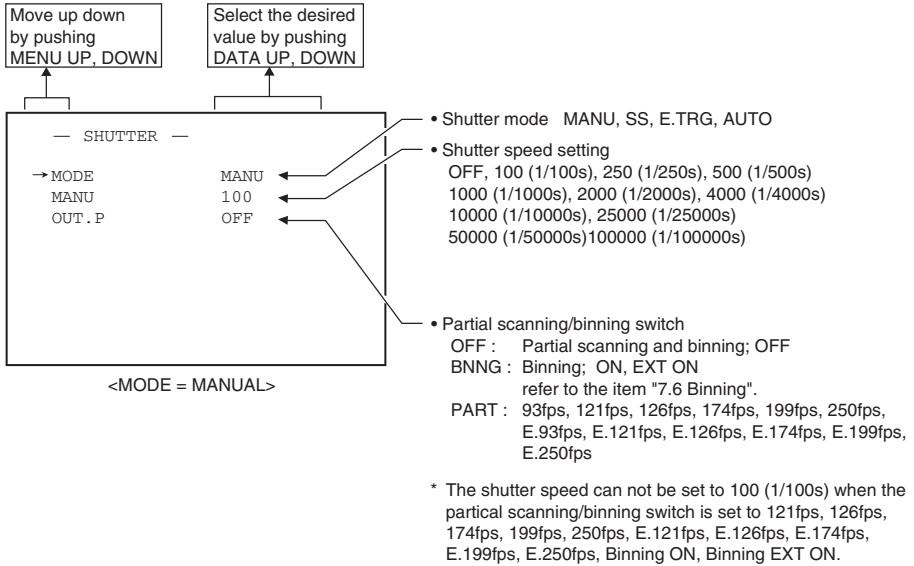 Move up down
by pushing
MENU UP, DOWN
Select the desired
value by pushing
DATA UP, DOWN
— SHUTTER —
→MODE MANU
MANU 100
OUT.P OFF
<MODE = MANUAL>
• Shutter mode MANU, SS, E.TRG, AUTO
• Shutter speed setting
OFF, 100 (1/100s), 250 (1/250s), 500 (1/500s)
1000 (1/1000s), 2000 (1/2000s), 4000 (1/4000s)
10000 (1/10000s), 25000 (1/25000s)
50000 (1/50000s)100000 (1/100000s)
• Partial scanning/binning switch
OFF : Partial scanning and binning; OFF
BNNG : Binning; ON, EXT ON
refer to the item "7.6 Binning".
PART : 93fps, 121fps, 126fps, 174fps, 199fps, 250fps,
E.93fps, E.121fps, E.126fps, E.174fps, E.199fps,
E.250fps
* The shutter speed can not be set to 100 (1/100s) when the
partical scanning/binning switch is set to 121fps, 126fps,
174fps, 199fps, 250fps, E.121fps, E.126fps, E.174fps,
E.199fps, E.250fps, Binning ON, Binning EXT ON.